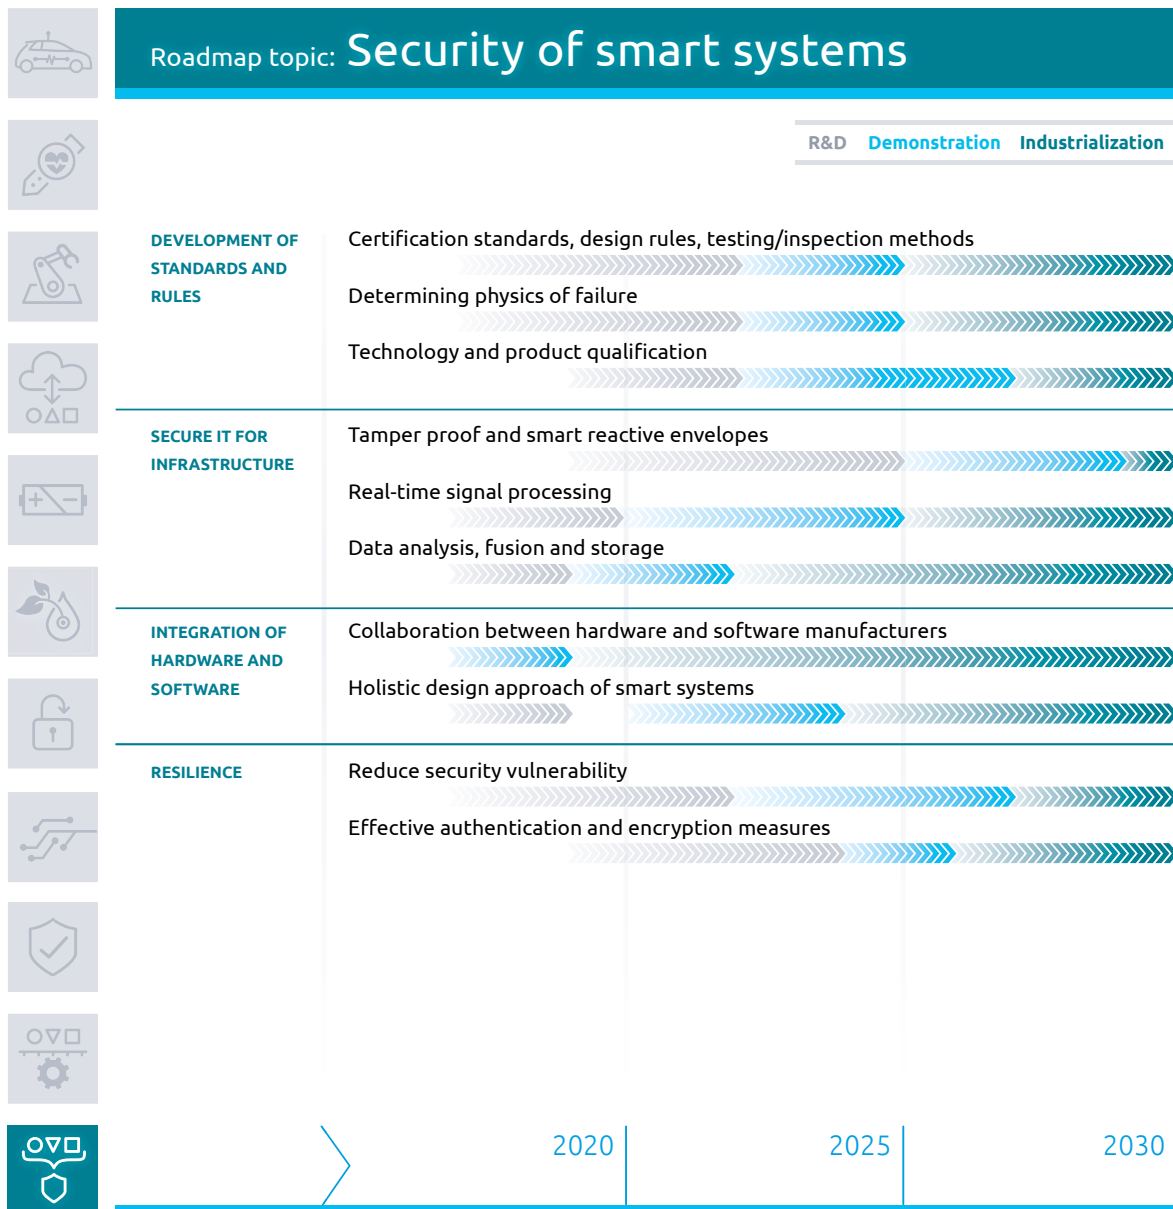 Roadmap topic: Security of smart systems
R&D Demonstration Industrialization
DEVELOPMENT OF
STANDARDS AND
RULES
Certification standards, design rules, testing/inspection methods
Determining physics of failure
Technology and product qualification
SECURE IT FOR
INFRASTRUCTURE
Tamper proof and smart reactive envelopes
Real-time signal processing
Data analysis, fusion and storage
INTEGRATION OF
HARDWARE AND
SOFTWARE
Collaboration between hardware and software manufacturers
Holistic design approach of smart systems
RESILIENCE
Reduce security vulnerability
Effective authentication and encryption measures
2020 2025 2030